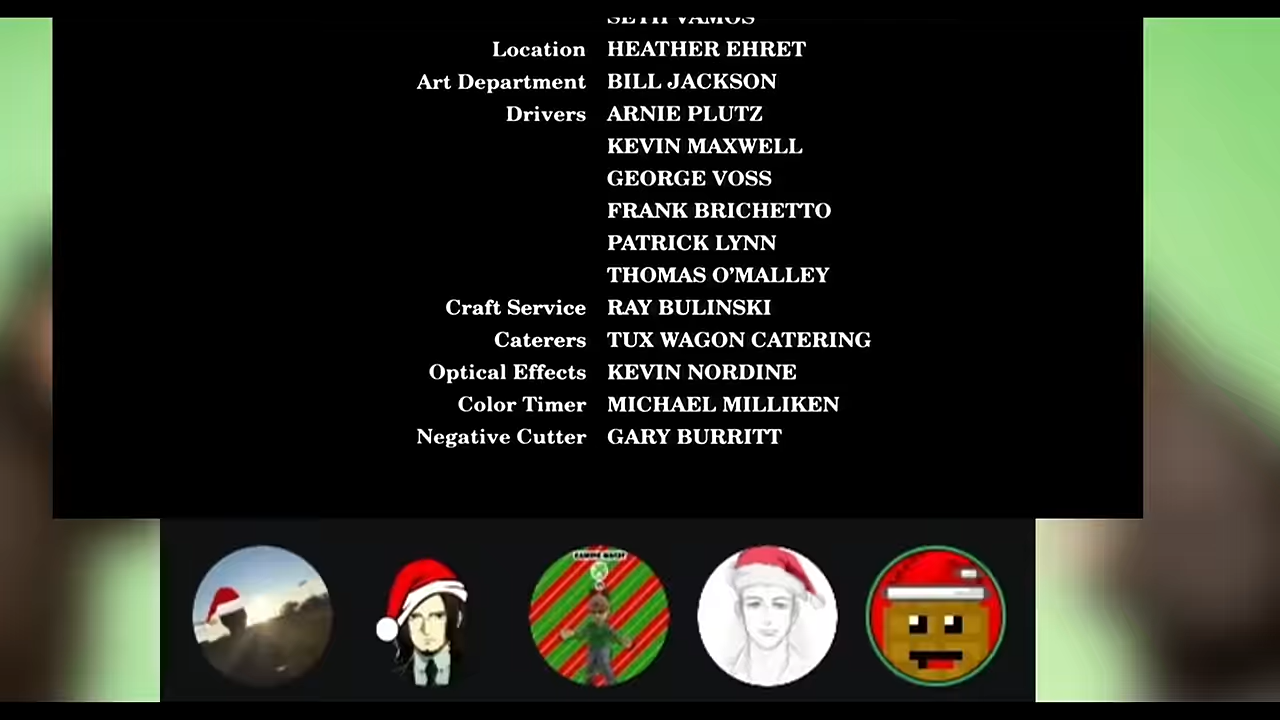 SETH VAMOS
Location HEATHER EHRET
Art Department BILL JACKSON
Drivers ARNIE PLUTZ
KEVIN MAXWELL
GEORGE VOSS
FRANK BRICHETTO
PATRICK LYNN
THOMAS O'MALLEY
Craft Service RAY BULINSKI
Caterers TUX WAGON CATERING
Optical Effects KEVIN NORDINE
Color Timer MICHAEL MILLIKEN
Negative Cutter GARY BURRITT